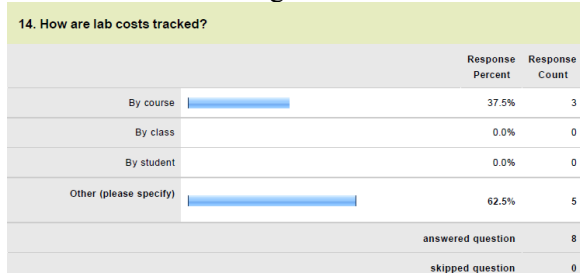 14. How are lab costs tracked?
Response Percent Response Count
By course 37.5% 3
By class 0.0% 0
By student 0.0% 0
Other (please specify) 62.5% 5
answered question 8
skipped question 0